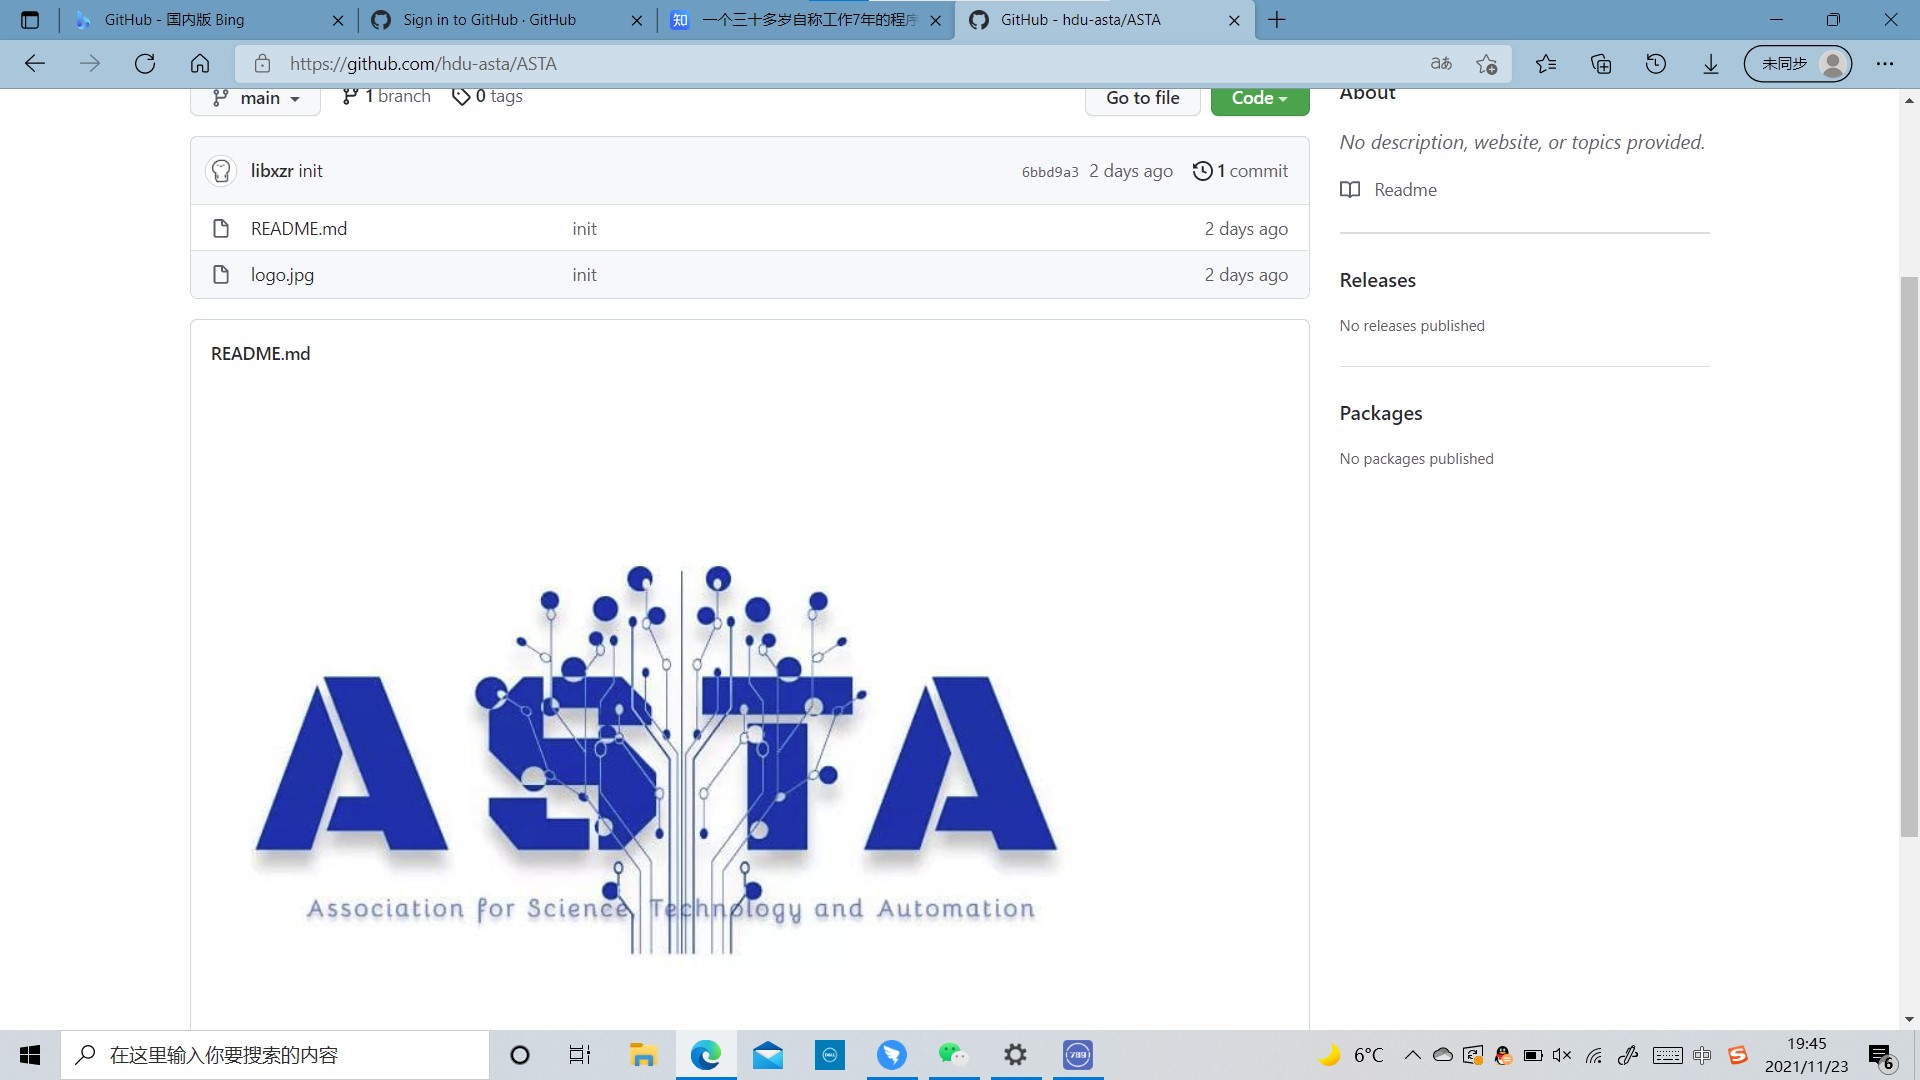 GitHub - 国内版 Bing
Sign in to GitHub · GitHub
知 一个三十多岁自称工作7年的程序
GitHub - hdu-asta/ASTA
https://github.com/hdu-asta/ASTA
aあ
未同步
main
1 branch
0 tags
Go to file
Code
About
No description, website, or topics provided.
Readme
libxzr init
6bbd9a3 2 days ago
1 commit
README.md init 2 days ago
logo.jpg init 2 days ago
Releases
No releases published
Packages
No packages published
README.md
ASTA
Association for Science Technology and Automation
在这里输入你要搜索的内容
DELL
789
6°C
中
S
19:45
2021/11/23
6